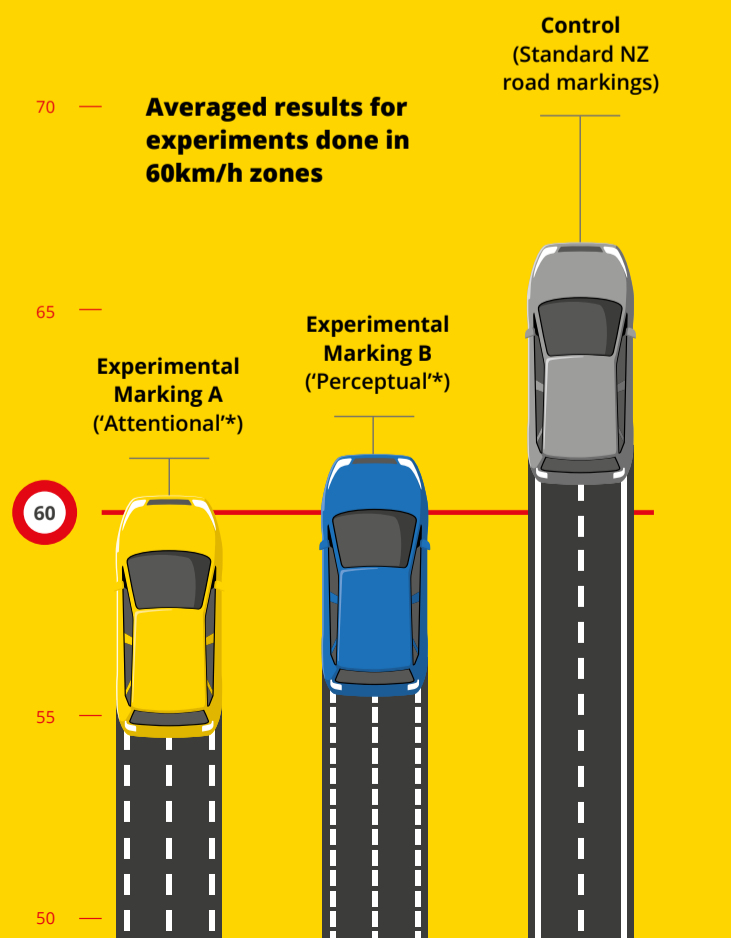 Control
(Standard NZ
road markings)
70
Averaged results for
experiments done in
60km/h zones
65
Experimental
Marking B
(‘Perceptual’*)
Experimental
Marking A
(‘Attentional’*)
60
55
50